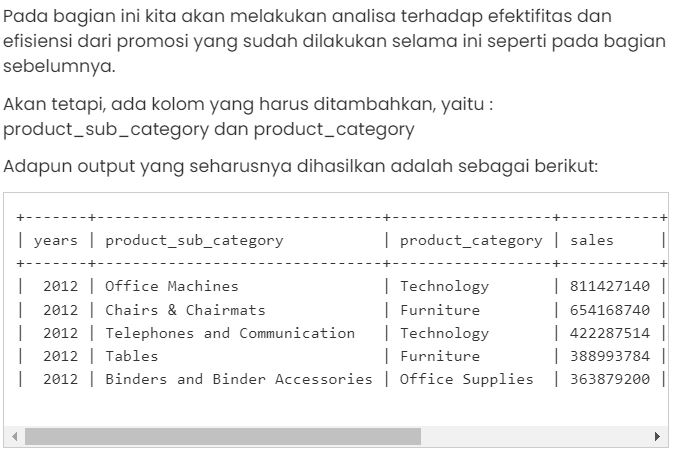 Pada bagian ini kita akan melakukan analisa terhadap efektifitas dan
efisiensi dari promosi yang sudah dilakukan selama ini seperti pada bagian
sebelumnya.
Akan tetapi, ada kolom yang harus ditambahkan, yaitu :
product_sub_category dan product_category
Adapun output yang seharusnya dihasilkan adalah sebagai berikut:
+-------+--------------------------------+------------------+-----------+
| years | product_sub_category           | product_category | sales     |
+-------+--------------------------------+------------------+-----------+
|  2012 | Office Machines                | Technology       | 811427140 |
|  2012 | Chairs & Chairmats             | Furniture        | 654168740 |
|  2012 | Telephones and Communication   | Technology       | 422287514 |
|  2012 | Tables                         | Furniture        | 388993784 |
|  2012 | Binders and Binder Accessories | Office Supplies  | 363879200 |